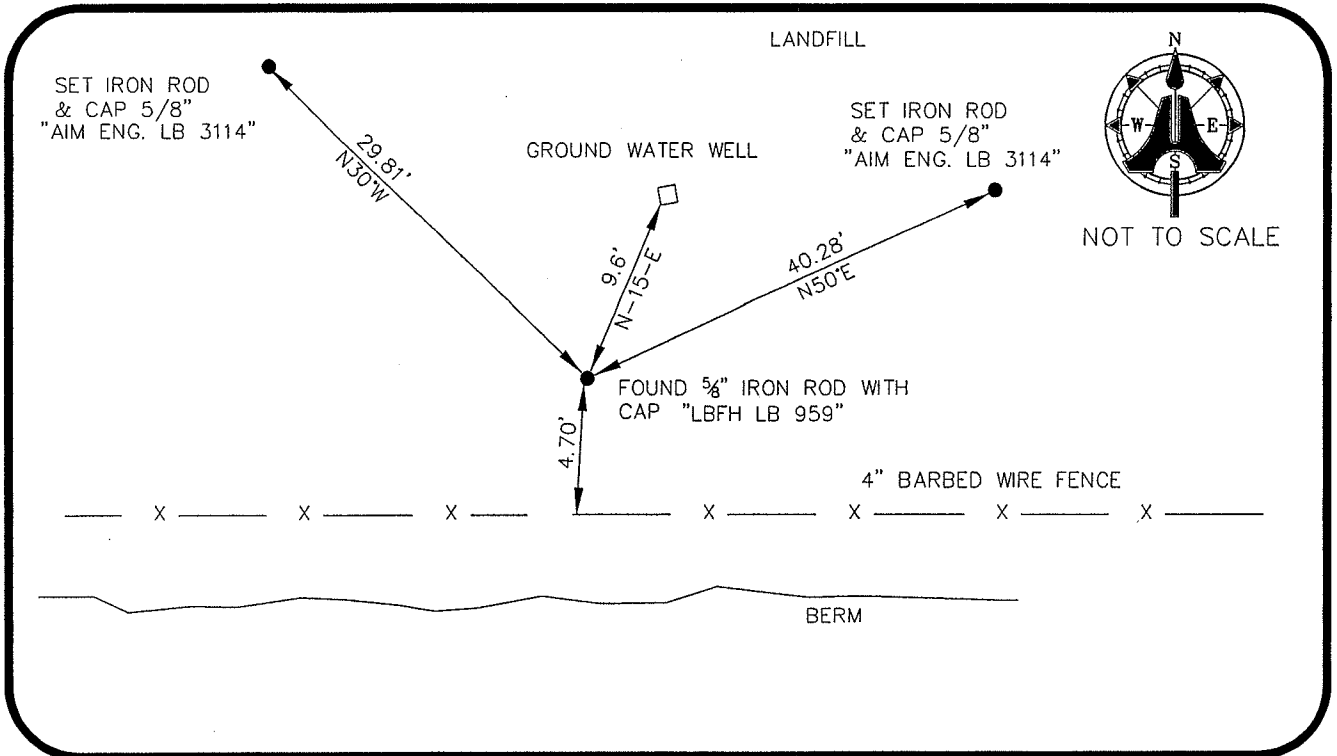 LANDFILL
N
W
E
S
NOT TO SCALE
SET IRON ROD
& CAP 5/8"
"AIM ENG. LB 3114"
29.81'
N30°W
GROUND WATER WELL
9.6'
N-15-E
SET IRON ROD
& CAP 5/8"
"AIM ENG. LB 3114"
40.28'
N50°E
FOUND ⅝" IRON ROD WITH
CAP "LBFH LB 959"
4.70'
4" BARBED WIRE FENCE
X X X X X X X
BERM